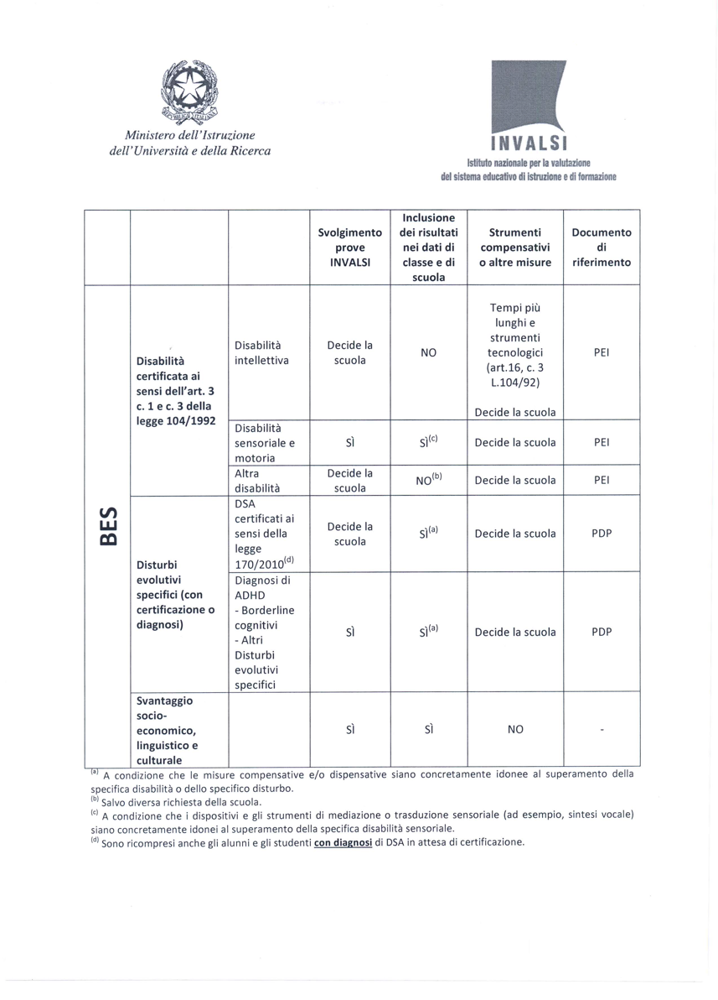 REPVBBLICA ITALIANA
Ministero dell'Istruzione
dell'Università e della Ricerca
INVALSI
Istituto nazionale per la valutazione
del sistema educativo di istruzione e di formazione
Svolgimento
prove
INVALSI
Inclusione
dei risultati
nei dati di
classe e di
scuola
Strumenti
compensativi
o altre misure
Documento
di
riferimento
BES
Disabilità
certificata ai
sensi dell'art. 3
c. 1 e c. 3 della
legge 104/1992
Disabilità
intellettiva
Decide la
scuola
NO
Tempi più
lunghi e
strumenti
tecnologici
(art.16, c. 3
L.104/92)
Decide la scuola
PEI
Disabilità
sensoriale e
motoria
SÌ
SÌ(c)
Decide la scuola
PEI
Altra
disabilità
Decide la
scuola
NO(b)
Decide la scuola
PEI
Disturbi
evolutivi
specifici (con
certificazione o
diagnosi)
DSA
certificati ai
sensi della
legge
170/2010(d)
Decide la
scuola
SÌ(a)
Decide la scuola
PDP
Diagnosi di
ADHD
- Borderline
cognitivi
- Altri
Disturbi
evolutivi
specifici
SÌ
SÌ(a)
Decide la scuola
PDP
Svantaggio
socio-
economico,
linguistico e
culturale
SÌ
SÌ
NO
-
(a) A condizione che le misure compensative e/o dispensative siano concretamente idonee al superamento della
specifica disabilità o dello specifico disturbo.
(b) Salvo diversa richiesta della scuola.
(c) A condizione che i dispositivi e gli strumenti di mediazione o trasduzione sensoriale (ad esempio, sintesi vocale)
siano concretamente idonei al superamento della specifica disabilità sensoriale.
(d) Sono ricompresi anche gli alunni e gli studenti con diagnosi di DSA in attesa di certificazione.